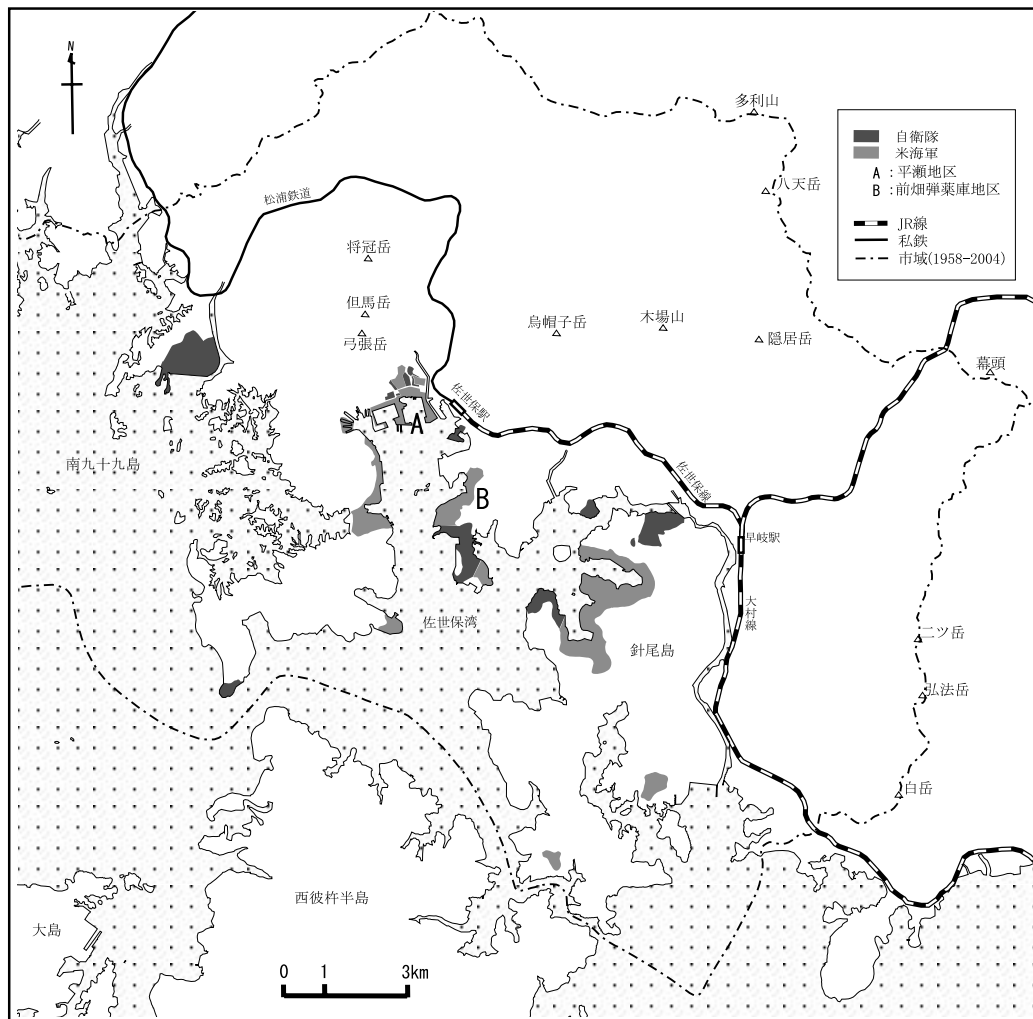 N
多利山
自衛隊
米海軍
A :平瀬地区
B :前畑弾薬庫地区
JR線
私鉄
市域(1958-2004)
八天岳
松浦鉄道
将冠岳
但馬岳
弓張岳
烏帽子岳
木場山
隠居岳
幕頭
佐世保駅
A
南九十九島
佐世保線
B
早岐駅
大村線
佐世保湾
針尾島
二ツ岳
弘法岳
白岳
西彼杵半島
大島
0 1 3km